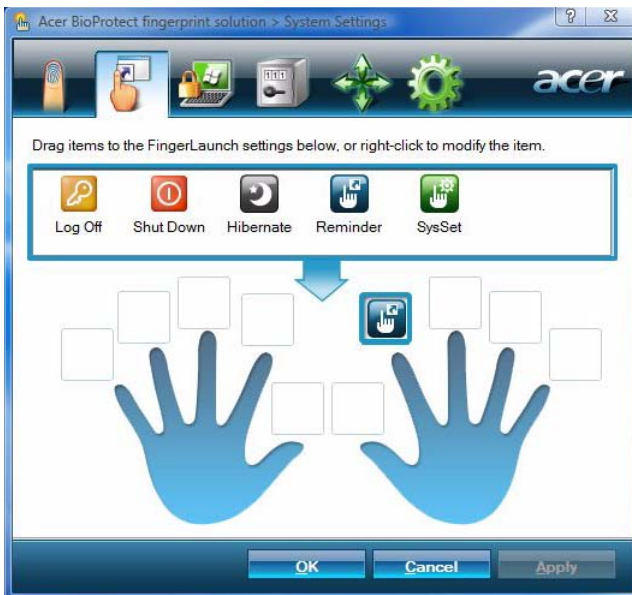 Acer BioProtect fingerprint solution > System Settings
acer
Drag items to the FingerLaunch settings below, or right-click to modify the item.
Log Off Shut Down Hibernate Reminder SysSet
OK Cancel Apply